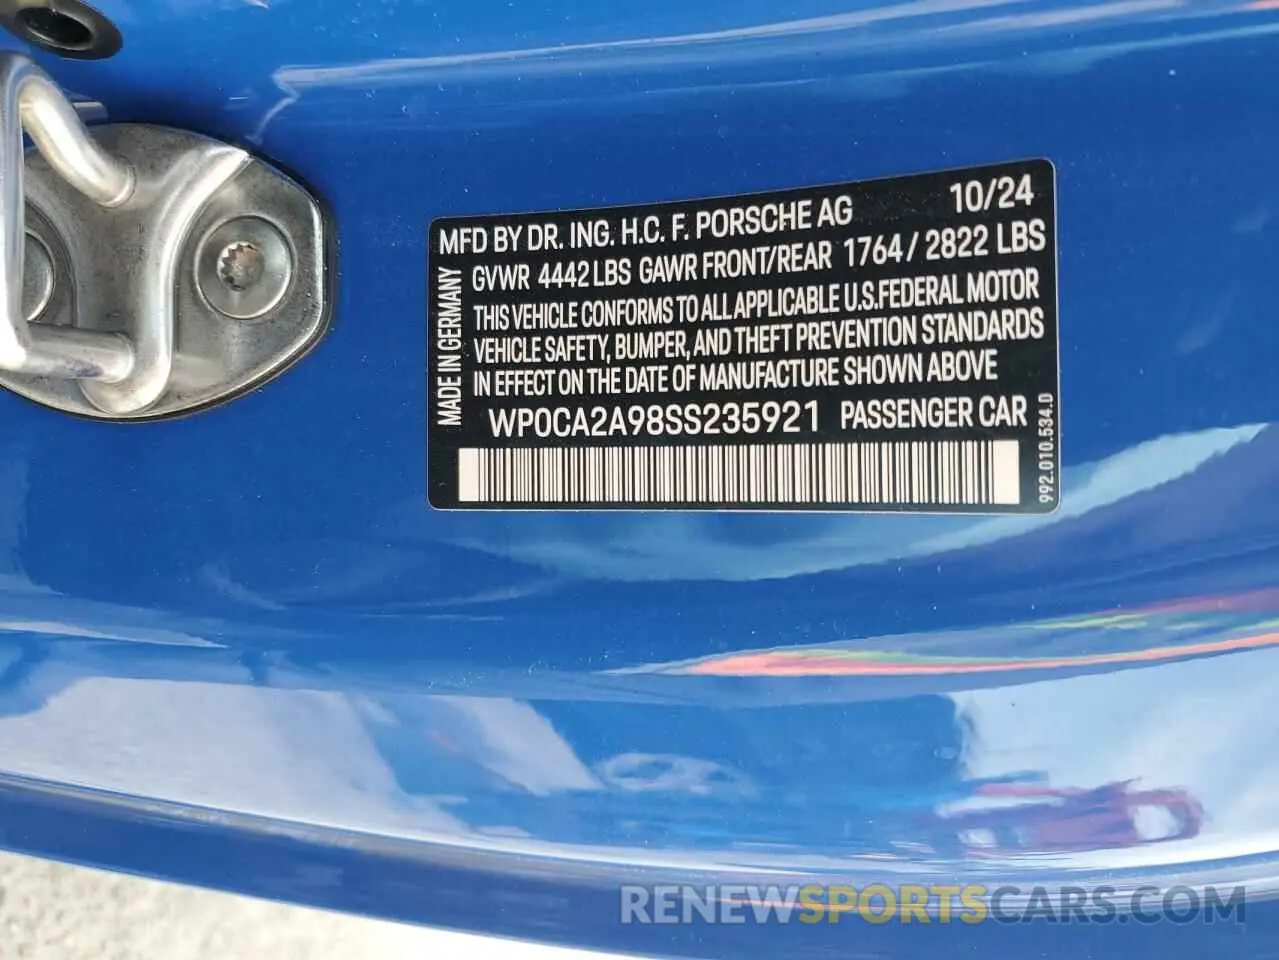 MFD BY DR. ING. H.C. F. PORSCHE AG 10/24
GVWR 4442 LBS GAWR FRONT/REAR 1764 / 2822 LBS
THIS VEHICLE CONFORMS TO ALL APPLICABLE U.S.FEDERAL MOTOR
VEHICLE SAFETY, BUMPER, AND THEFT PREVENTION STANDARDS
IN EFFECT ON THE DATE OF MANUFACTURE SHOWN ABOVE
WP0CA2A98SS235921 PASSENGER CAR
MADE IN GERMANY
992.010.534.D
RENEWSPORTSCARS.COM